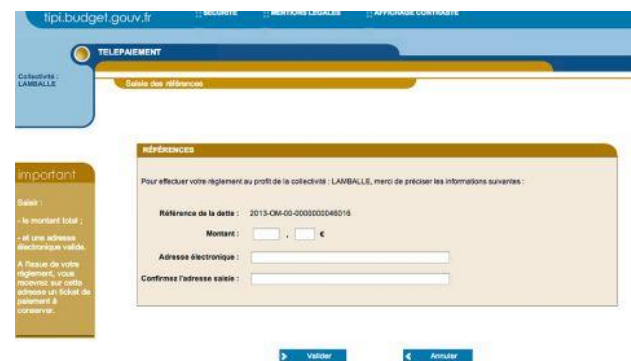 tipi.budget.gouv.fr
:: SECURITE :: MENTIONS LEGALES :: AFFICHAGE CONTRASTE
TELEPAIEMENT
Collectivité :
LAMBALLE
Saisie des références
RÉFÉRENCES
Pour effectuer votre règlement au profit de la collectivité : LAMBALLE, merci de préciser les informations suivantes :
Référence de la dette : 2013-OM-00-0000000046016
Montant : , €
Adresse électronique :
Confirmez l'adresse saisie :
important
Saisir :
- le montant total ;
- et une adresse
électronique valide.
A l'issue de votre
règlement, vous
recevrez sur cette
adresse un ticket de
paiement à
conserver.
Valider
Annuler